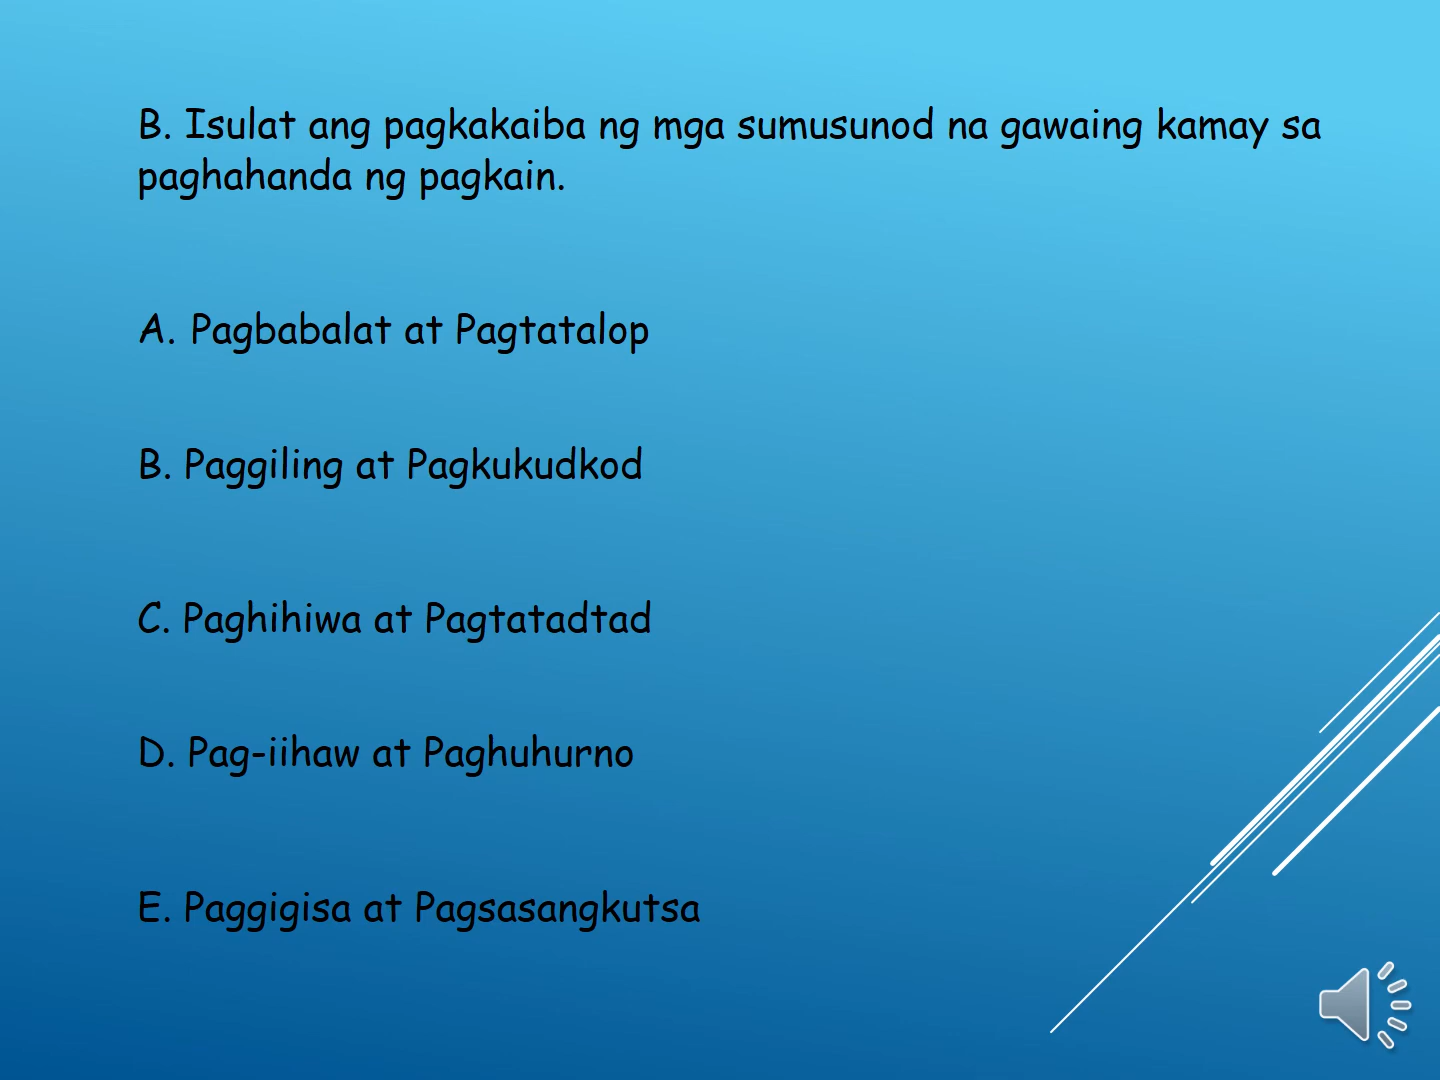 B. Isulat ang pagkakaiba ng mga sumusunod na gawaing kamay sa
paghahanda ng pagkain.
A. Pagbabalat at Pagtatalop
B. Paggiling at Pagkukudkod
C. Paghihiwa at Pagtatadtad
D. Pag-iihaw at Paghuhurno
E. Paggigisa at Pagsasangkutsa